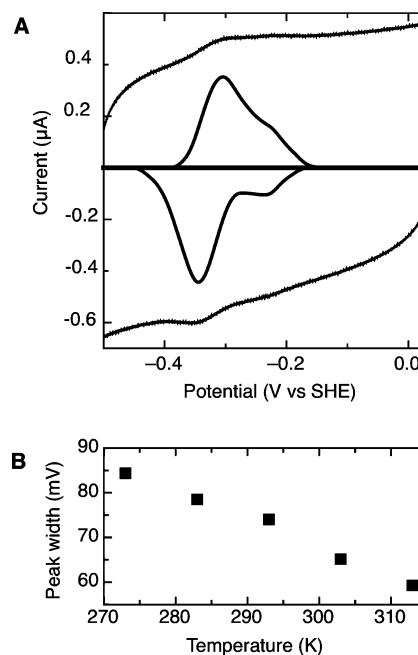 A
0.4
0.2
-0.2
-0.4
-0.6
Current (µA)
–0.4
–0.2
0.0
Potential (V vs SHE)
B
90
80
70
60
Peak width (mV)
270
280
290
300
310
Temperature (K)